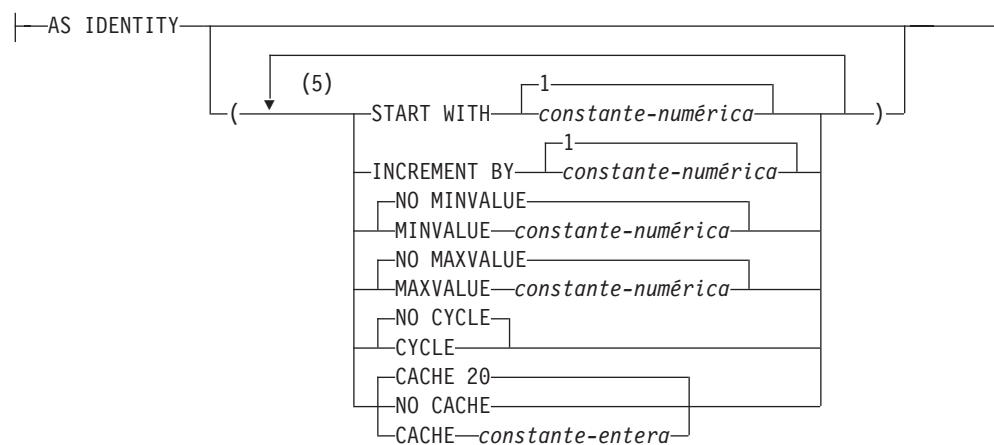 AS IDENTITY
(5)
1
( START WITH constante-numérica )
1
INCREMENT BY constante-numérica
NO MINVALUE
MINVALUE constante-numérica
NO MAXVALUE
MAXVALUE constante-numérica
NO CYCLE
CYCLE
CACHE 20
NO CACHE
CACHE constante-entera